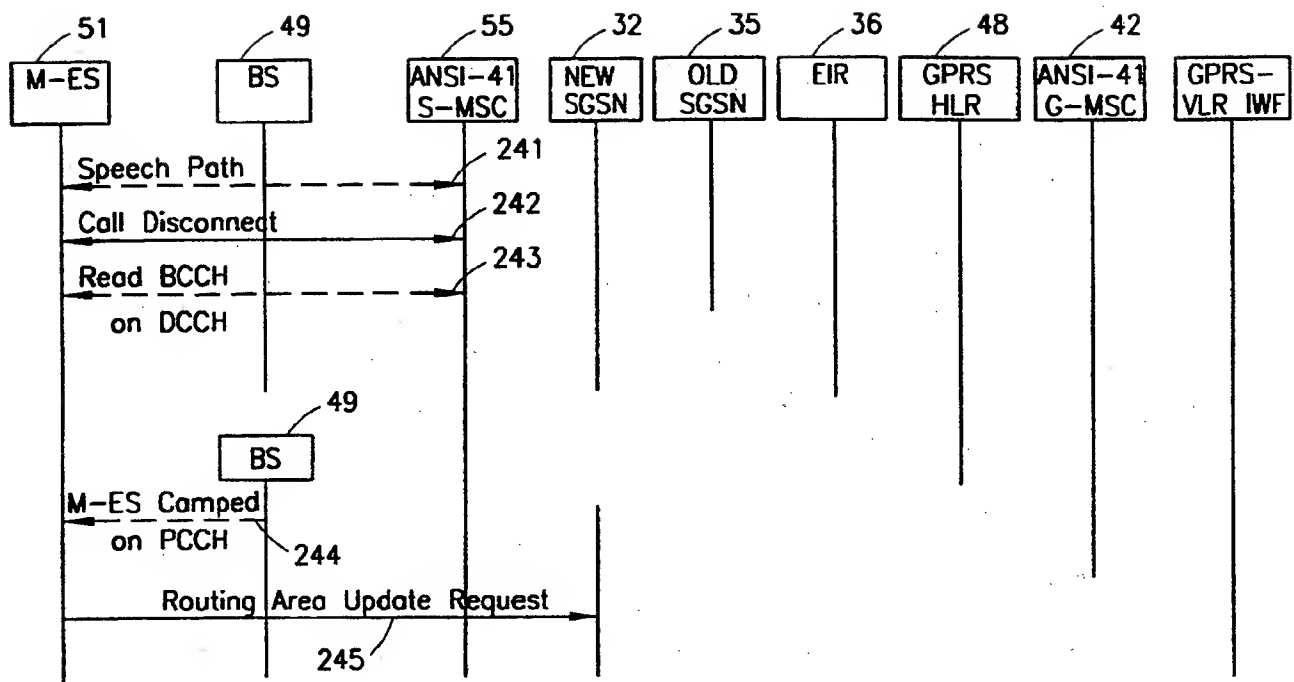 51 49 55 32 35 36 48 42
M-ES BS ANSI-41 S-MSC NEW SGSN OLD SGSN EIR GPRS HLR ANSI-41 G-MSC GPRS-VLR IWF
241
Speech Path
242
Call Disconnect
243
Read BCCH
on DCCH
49
BS
M-ES Camped
on PCCH
244
Routing Area Update Request
245